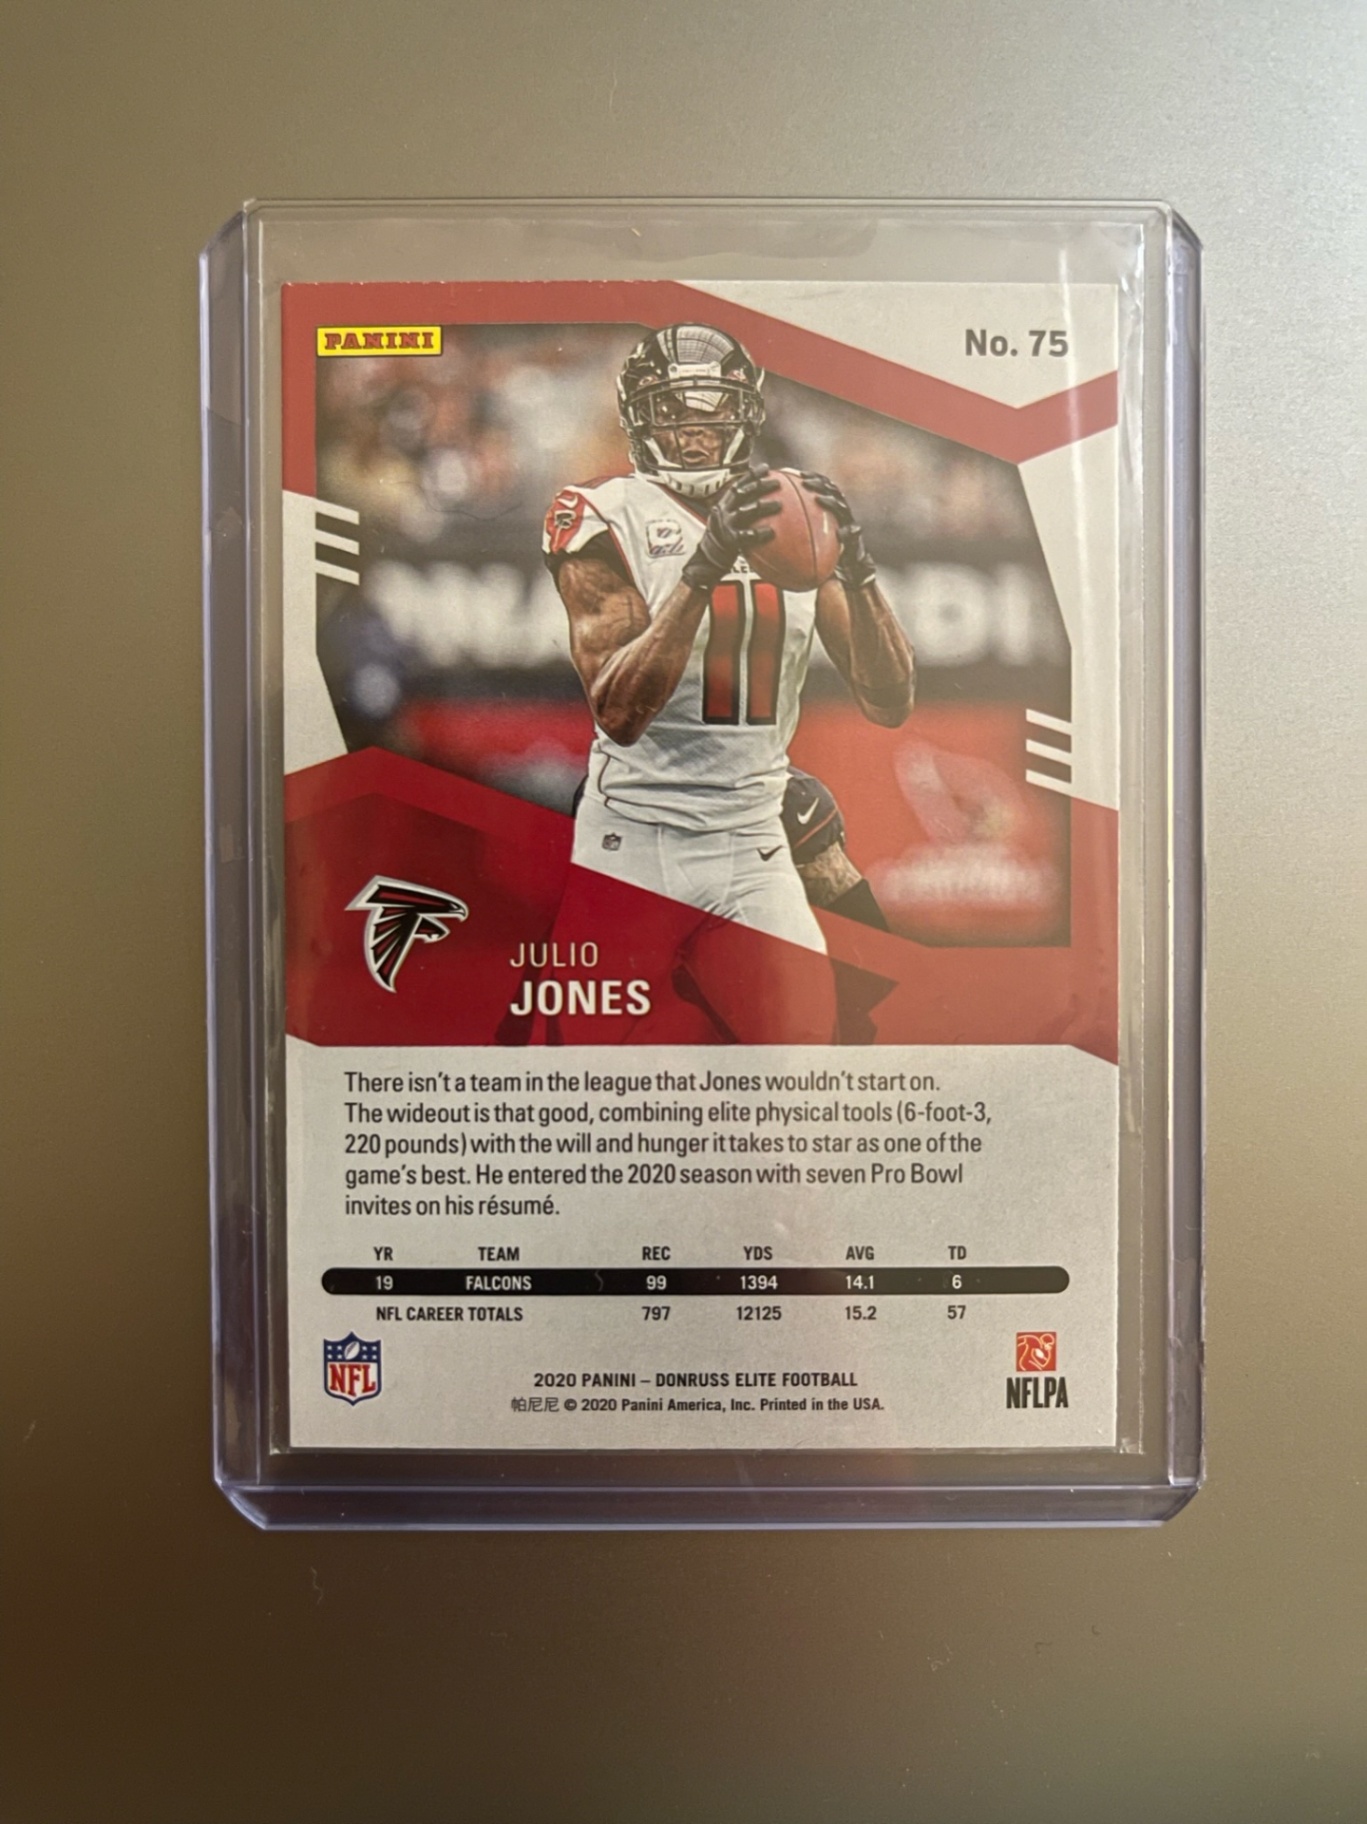 PANINI
No. 75
11
JULIO
JONES
There isn't a team in the league that Jones wouldn't start on.
The wideout is that good, combining elite physical tools (6-foot-3,
220 pounds) with the will and hunger it takes to star as one of the
game's best. He entered the 2020 season with seven Pro Bowl
invites on his résumé.
YR TEAM REC YDS AVG TD
19 FALCONS 99 1394 14.1 6
NFL CAREER TOTALS 797 12125 15.2 57
NFL
2020 PANINI – DONRUSS ELITE FOOTBALL
帕尼尼 © 2020 Panini America, Inc. Printed in the USA.
NFLPA